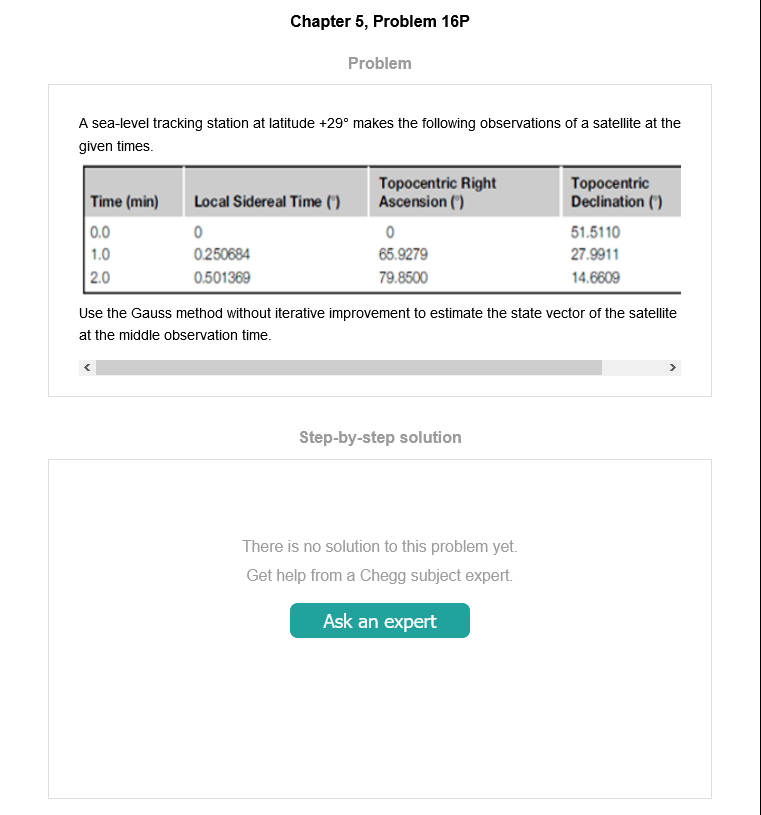 Chapter 5, Problem 16P
Problem
A sea-level tracking station at latitude +29° makes the following observations of a satellite at the
given times.
Time (min) Local Sidereal Time (°) Topocentric Right Ascension (°) Topocentric Declination (°)
0.0 0 0 51.5110
1.0 0.250684 65.9279 27.9911
2.0 0.501369 79.8500 14.6609
Use the Gauss method without iterative improvement to estimate the state vector of the satellite
at the middle observation time.
Step-by-step solution
There is no solution to this problem yet.
Get help from a Chegg subject expert.
Ask an expert